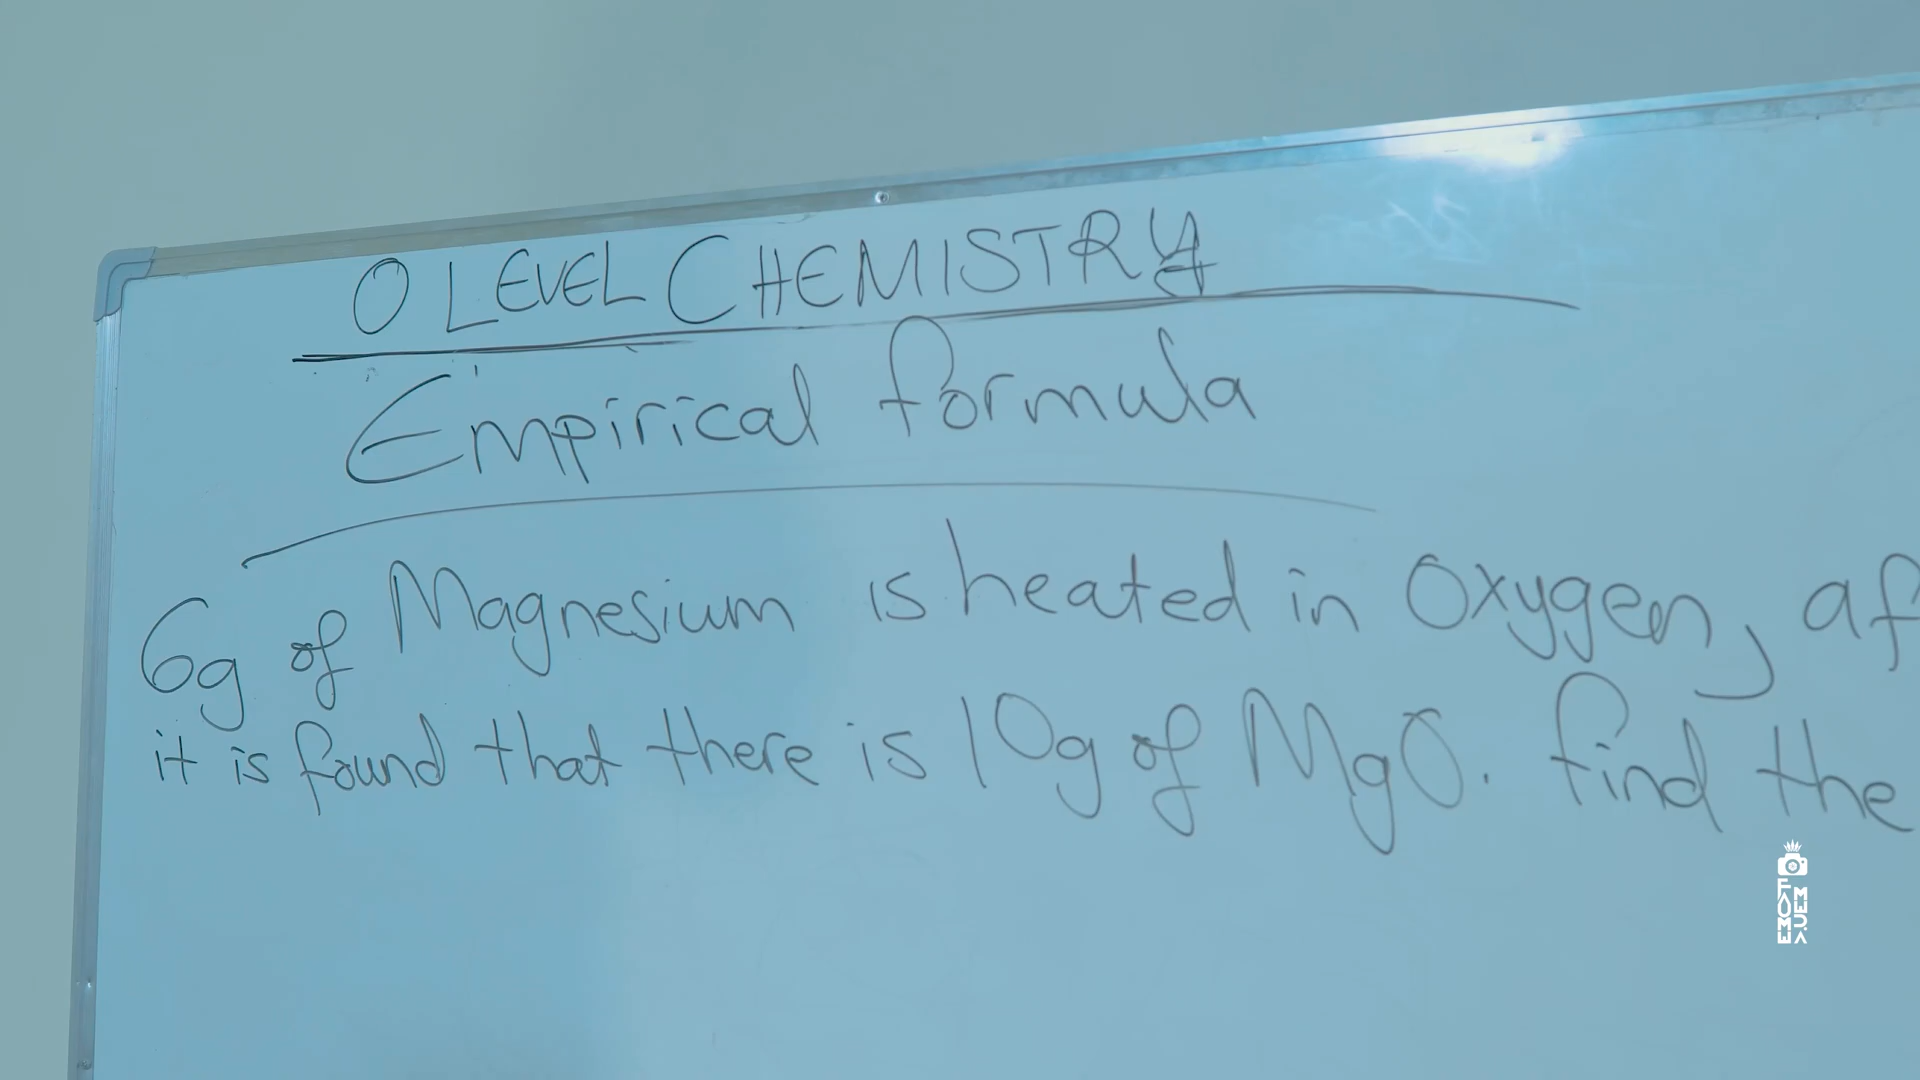 O LEVEL CHEMISTRY
Empirical formula
6g of Magnesium is heated in Oxygen, af
it is found that there is 10g of MgO. find the